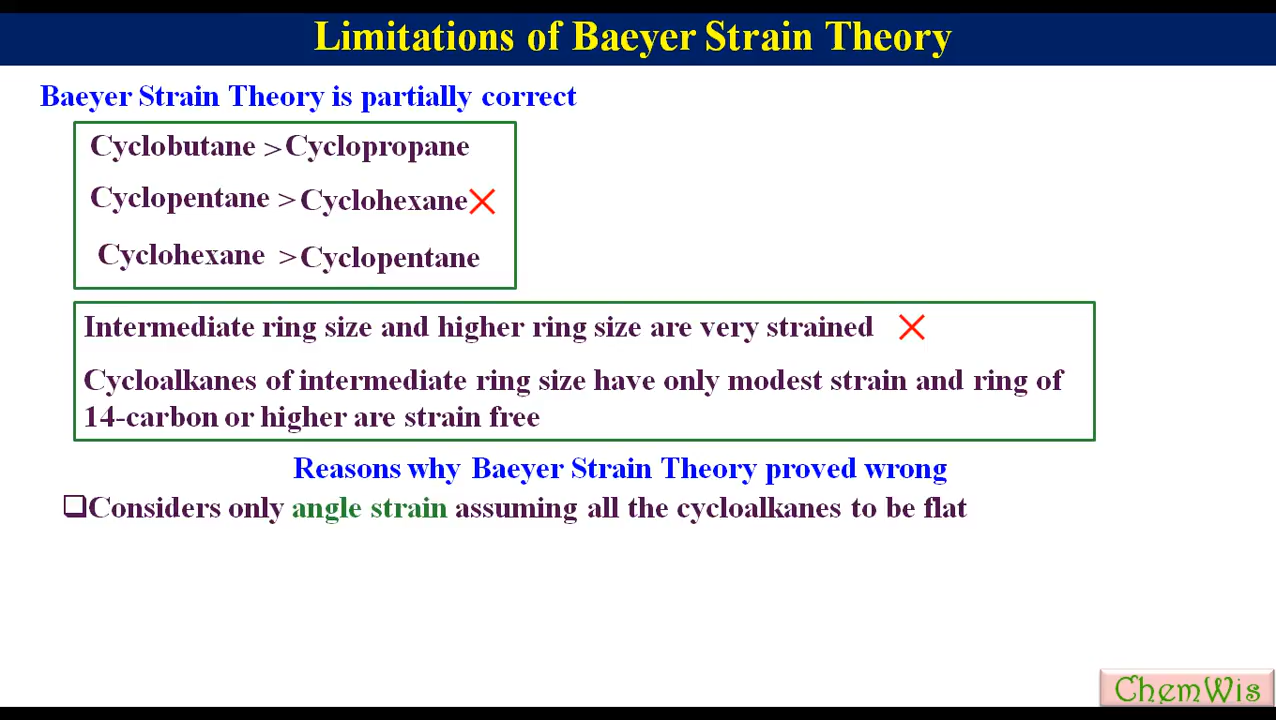 Limitations of Baeyer Strain Theory
Baeyer Strain Theory is partially correct
Cyclobutane > Cyclopropane
Cyclopentane > Cyclohexane
Cyclohexane > Cyclopentane
Intermediate ring size and higher ring size are very strained
Cycloalkanes of intermediate ring size have only modest strain and ring of
14-carbon or higher are strain free
Reasons why Baeyer Strain Theory proved wrong
❑Considers only angle strain assuming all the cycloalkanes to be flat
ChemWis